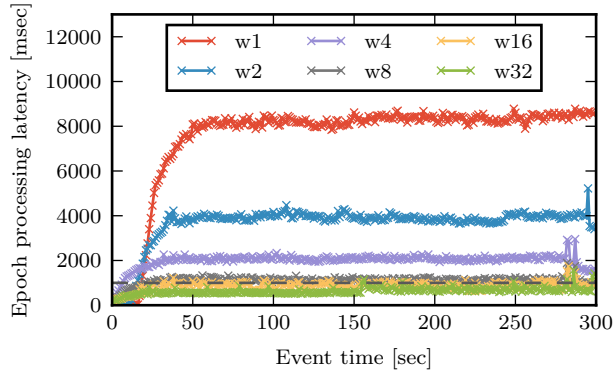 Epoch processing latency [msec]
12000
10000
8000
6000
4000
2000
0
w1 w4 w16
w2 w8 w32
0 50 100 150 200 250 300
Event time [sec]